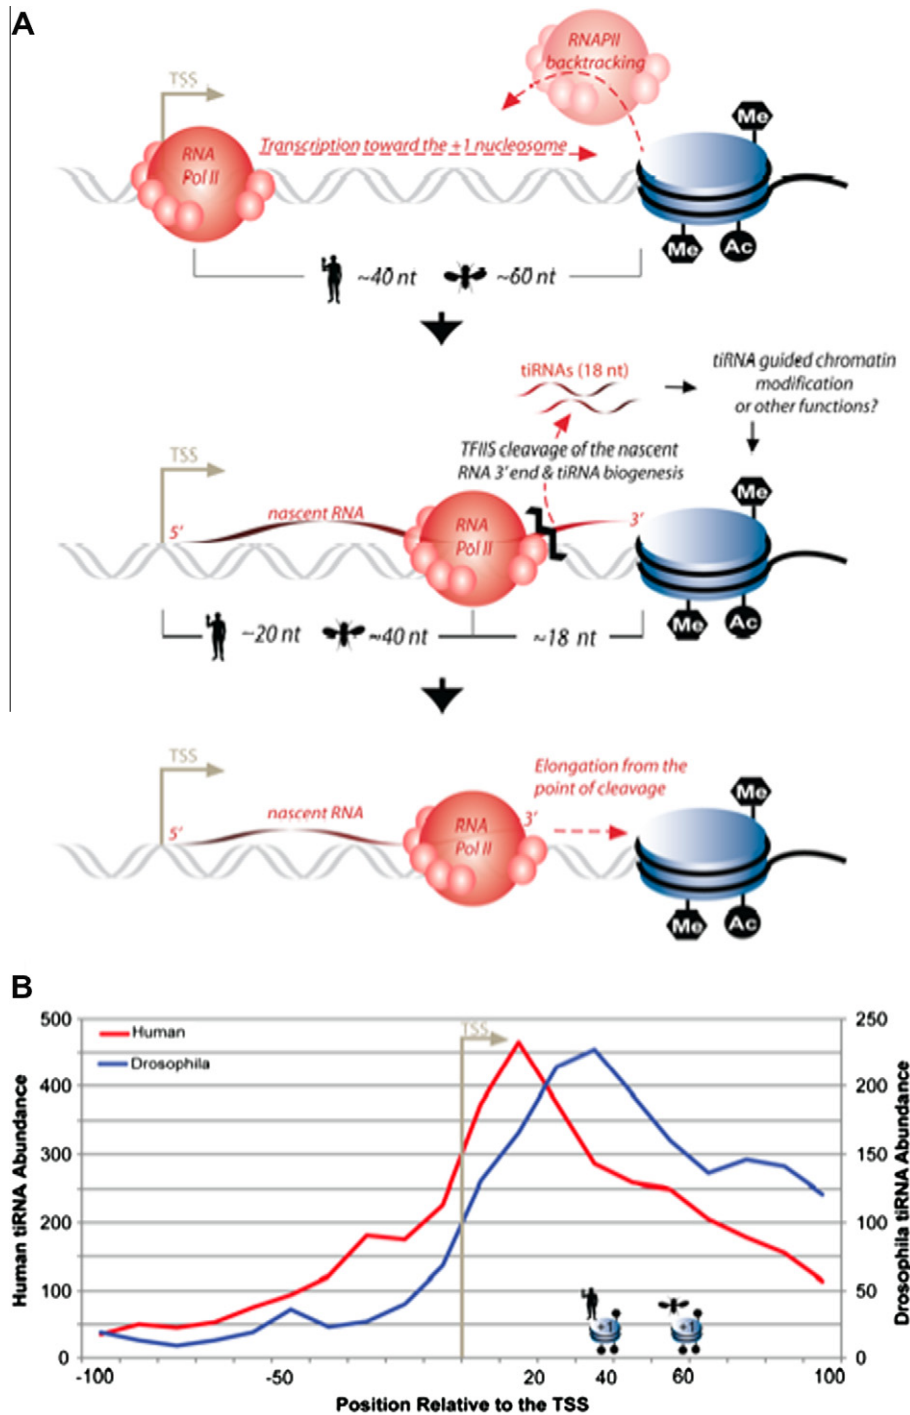 A
RNAPII
backtracking
TSS
Me
RNA
Pol II
Transcription toward the +1 nucleosome
Me
Ac
~40 nt
~60 nt
tiRNAs (18 nt)
tiRNA guided chromatin
modification
or other functions?
TSS
TFIIS cleavage of the nascent
RNA 3' end & tiRNA biogenesis
Me
nascent RNA
5'
RNA
Pol II
3'
Me
Ac
~20 nt
~40 nt
~18 nt
TSS
Elongation from the
point of cleavage
Me
nascent RNA
5'
RNA
Pol II
3'
Me
Ac
B
500
400
300
200
100
0
Human tiRNA Abundance
Human
Drosophila
TSS
250
200
150
100
50
0
Drosophila tiRNA Abundance
+1
+1
-100
-50
20
40
60
100
Position Relative to the TSS